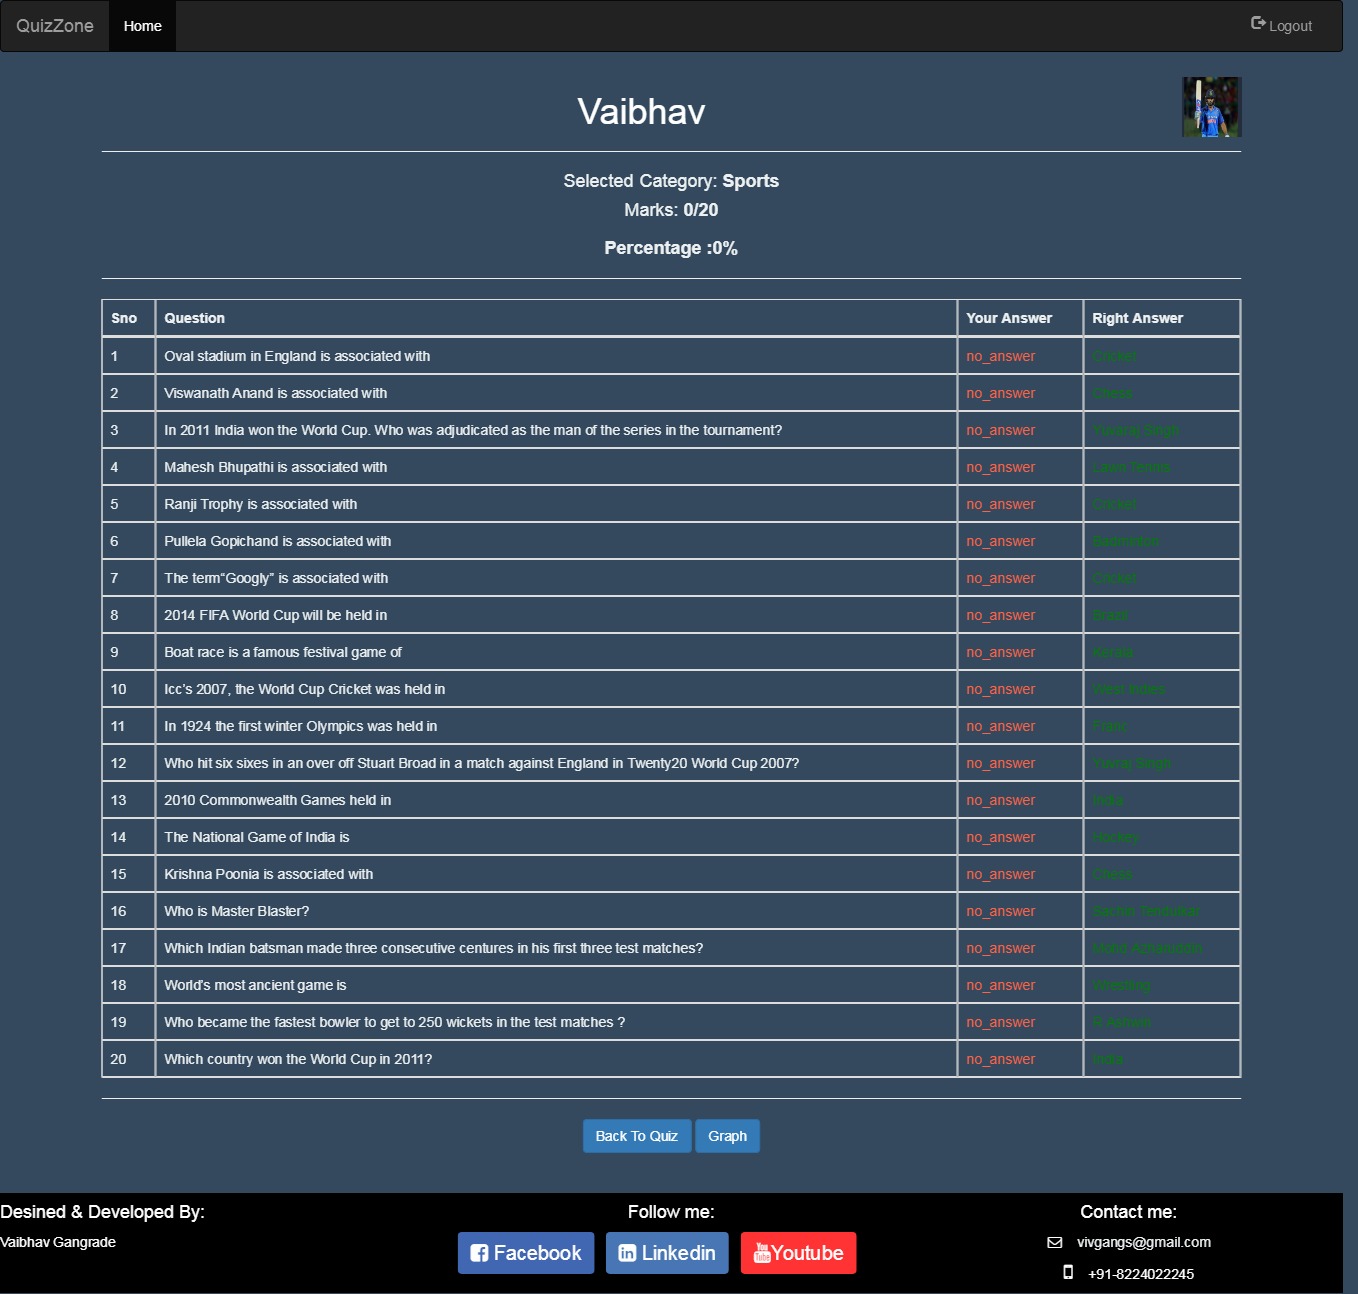 QuizZone Home Logout
Vaibhav
Selected Category: Sports
Marks: 0/20
Percentage :0%
Sno Question Your Answer Right Answer
1 Oval stadium in England is associated with no_answer Cricket
2 Viswanath Anand is associated with no_answer Chess
3 In 2011 India won the World Cup. Who was adjudicated as the man of the series in the tournament? no_answer Singh
4 Mahesh Bhupathi is associated with no_answer Lawn Tennis
5 Ranji Trophy is associated with no_answer Cricket
6 Pullela Gopichand is associated with no_answer Badminton
7 The term“Googly” is associated with no_answer Cricket
8 2014 FIFA World Cup will be held in no_answer Brazil
9 Boat race is a famous festival game of no_answer Kerala
10 Icc's 2007, the World Cup Cricket was held in no_answer West Indies
11 In 1924 the first winter Olympics was held in no_answer
12 Who hit six sixes in an over off Stuart Broad in a match against England in Twenty20 World Cup 2007? no_answer Singh
13 2010 Commonwealth Games held in no_answer India
14 The National Game of India is no_answer Hockey
15 Krishna Poonia is associated with no_answer Chess
16 Who is Master Blaster? no_answer Sachin
17 Which Indian batsman made three consecutive centures in his first three test matches? no_answer
18 World's most ancient game is no_answer
19 Who became the fastest bowler to get to 250 wickets in the test matches ? no_answer
20 Which country won the World Cup in 2011? no_answer India
Back To Quiz Graph
Desined & Developed By: Follow me: Contact me:
Vaibhav Gangrade Facebook Linkedin Youtube vivgangs@gmail.com
+91-8224022245